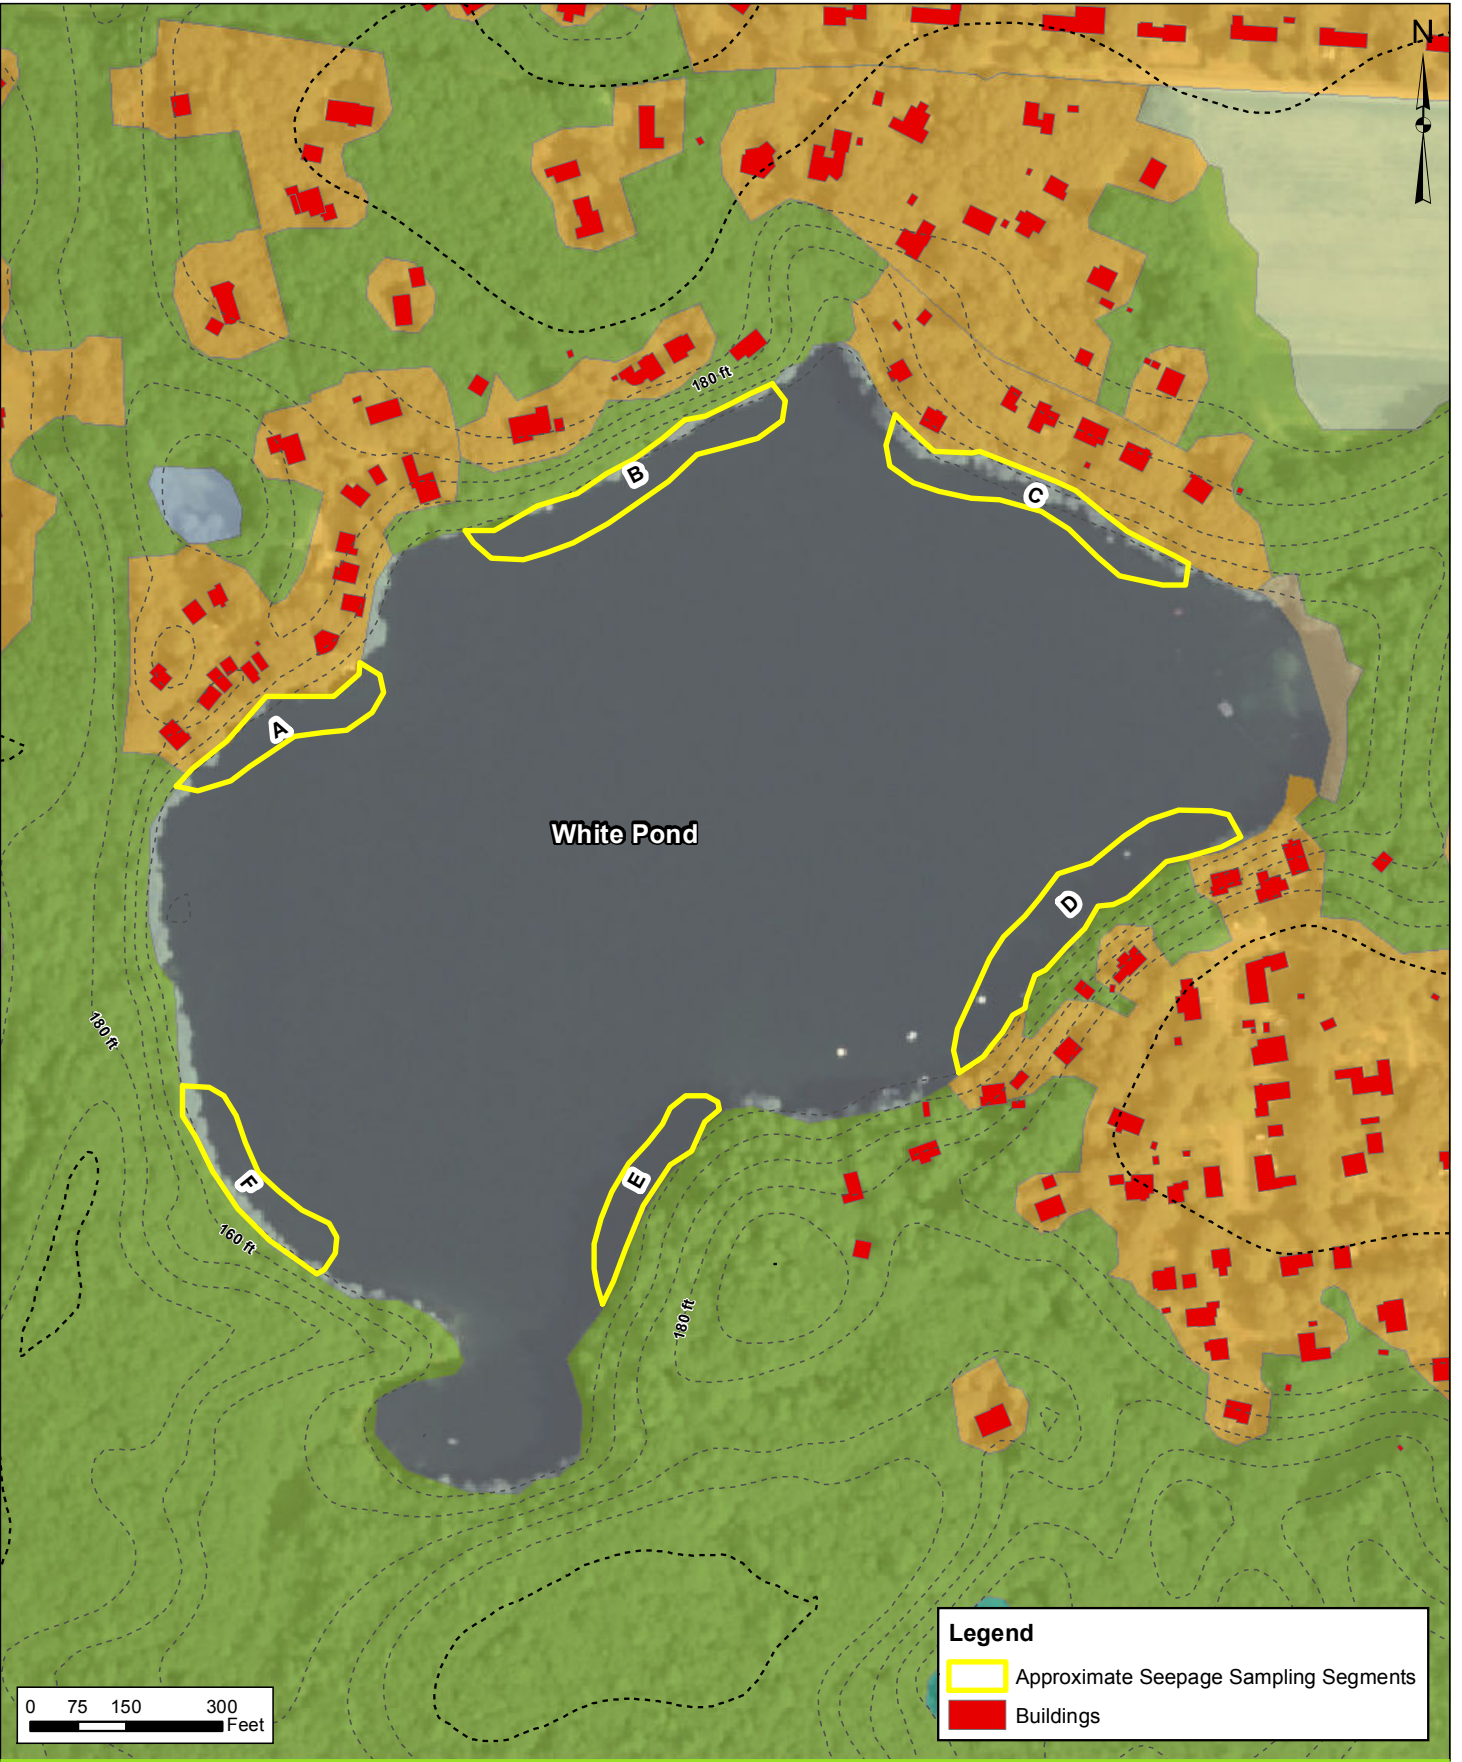 N
180 ft
B
C
A
White Pond
D
180 ft
F
E
160 ft
180 ft
Legend
Approximate Seepage Sampling Segments
Buildings
0 75 150 300
Feet